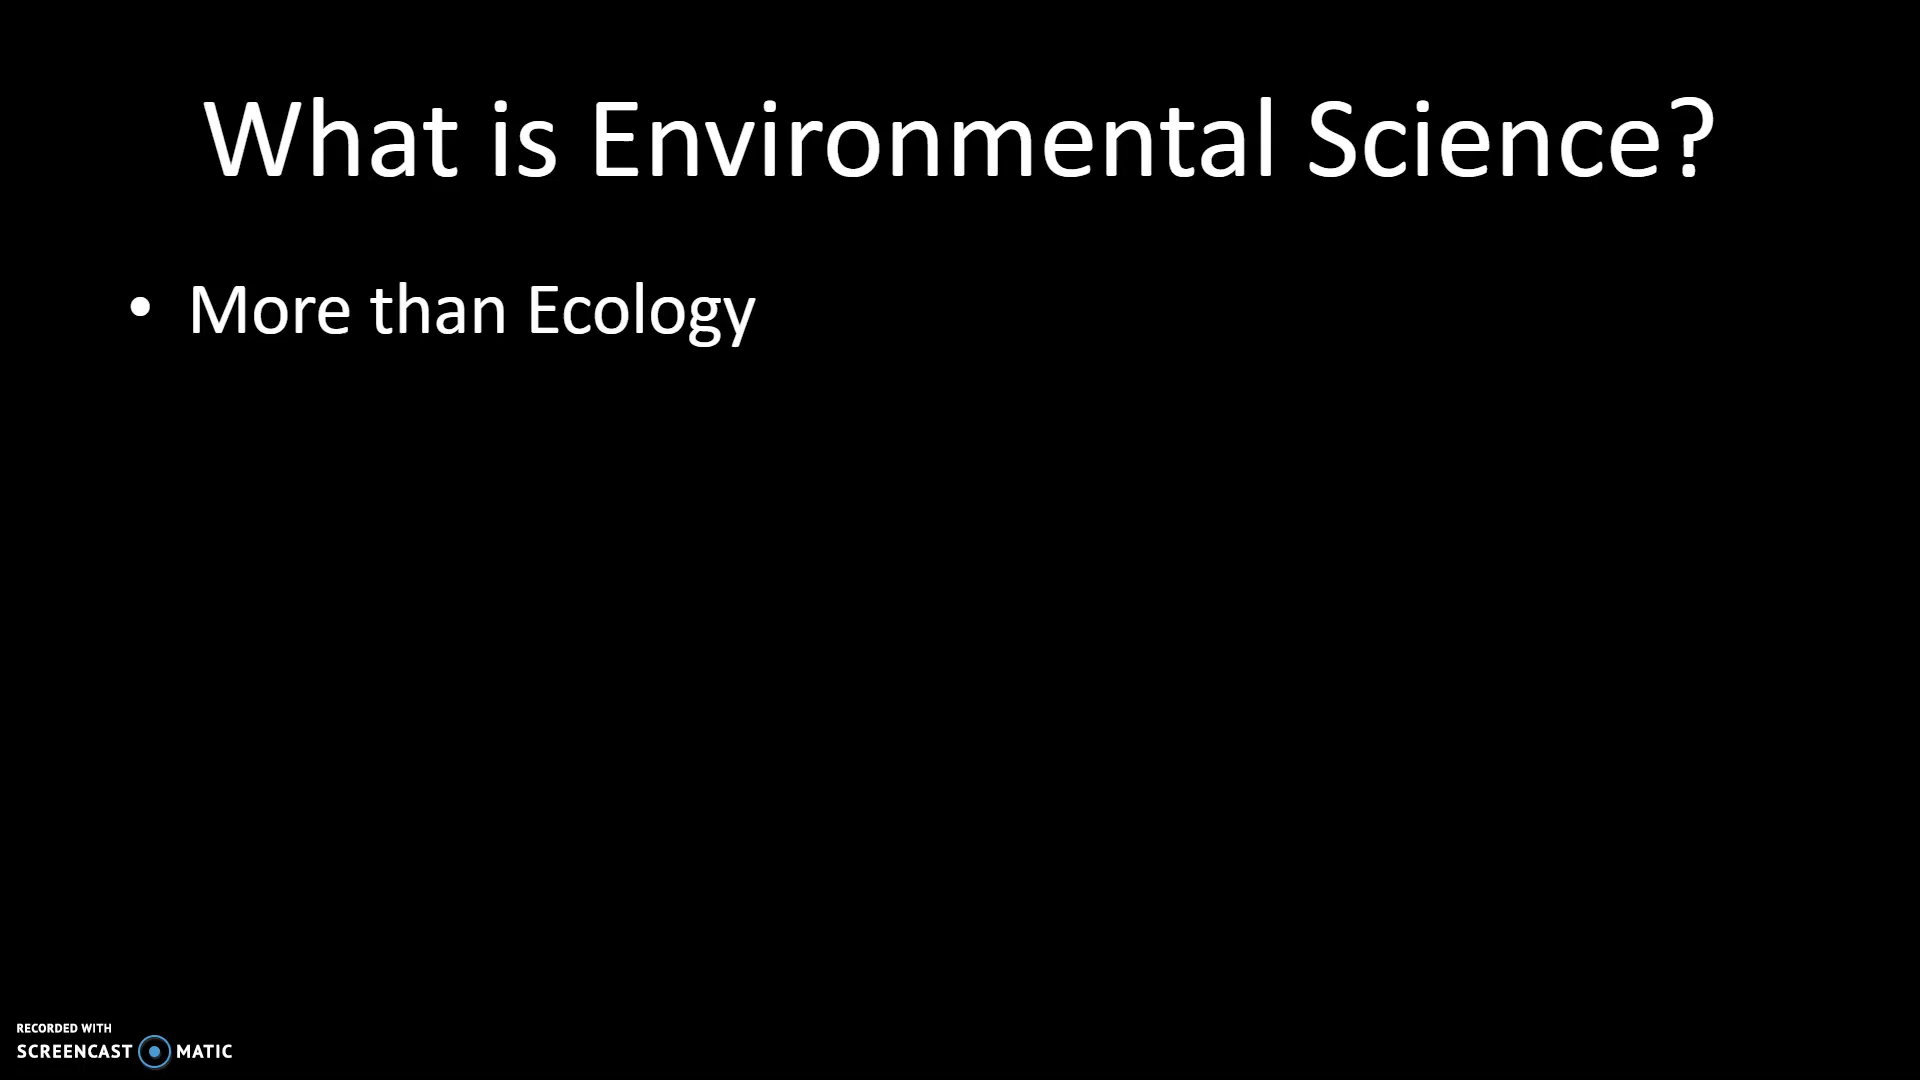 What is Environmental Science?
• More than Ecology
RECORDED WITH
SCREENCAST MATIC